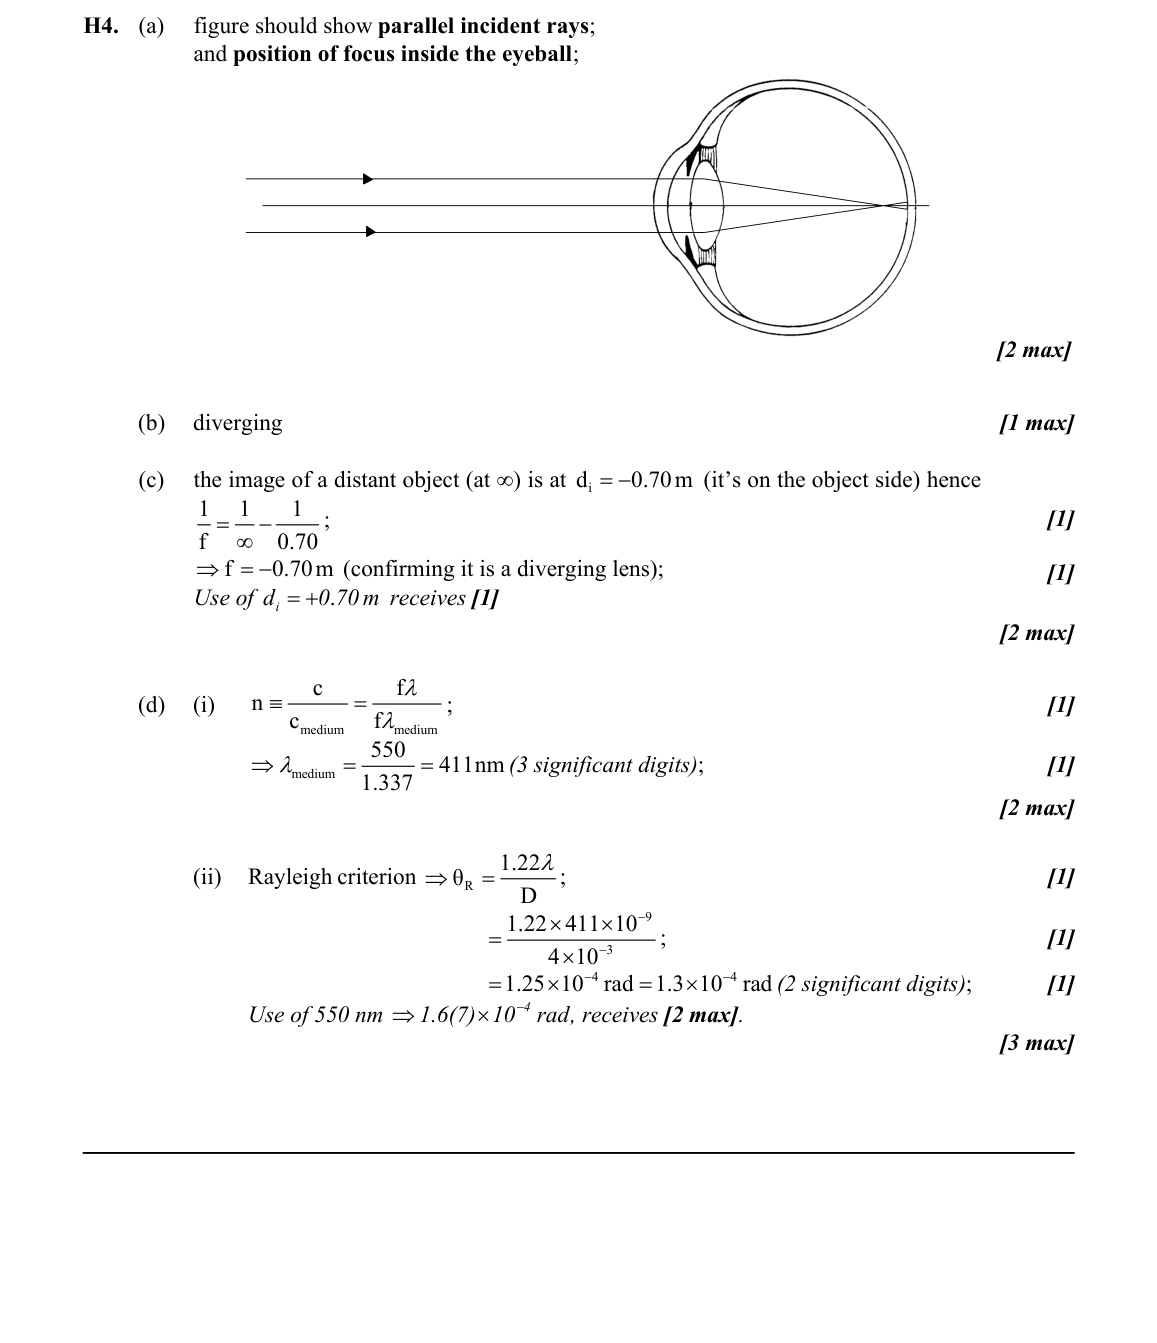 H4. (a) figure should show parallel incident rays;
and position of focus inside the eyeball;
[2 max]
(b) diverging [1 max]
(c) the image of a distant object (at ∞) is at dᵢ = −0.70 m (it’s on the object side) hence
1/f = 1/∞ − 1/0.70 ; [1]
⇒ f = −0.70 m (confirming it is a diverging lens); [1]
Use of dᵢ = +0.70 m receives [1]
[2 max]
(d) (i) n ≡ c/c_medium = fλ/fλ_medium ; [1]
⇒ λ_medium = 550/1.337 = 411 nm (3 significant digits); [1]
[2 max]
(ii) Rayleigh criterion ⇒ θ_R = 1.22λ/D ; [1]
= 1.22×411×10⁻⁹/4×10⁻³ ; [1]
= 1.25×10⁻⁴ rad = 1.3×10⁻⁴ rad (2 significant digits); [1]
Use of 550 nm ⇒ 1.6(7)×10⁻⁴ rad, receives [2 max].
[3 max]